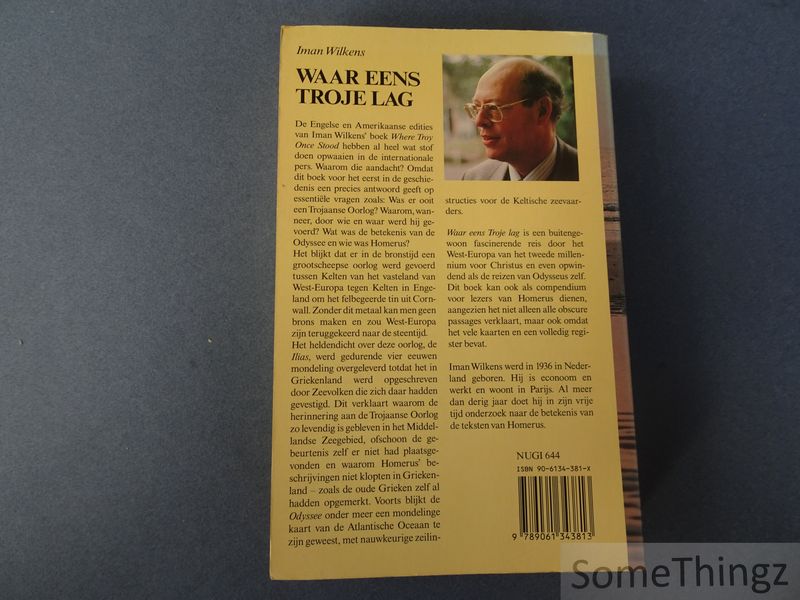 Iman Wilkens
WAAR EENS
TROJE LAG
De Engelse en Amerikaanse edities
van Iman Wilkens' boek Where Troy
Once Stood hebben al heel wat stof
doen opwaaien in de internationale
pers. Waarom die aandacht? Omdat
dit boek voor het eerst in de geschie-
denis een precies antwoord geeft op
essentiële vragen zoals: Was er ooit
een Trojaanse Oorlog? Waarom, wan-
neer, door wie en waar werd hij ge-
voerd? Wat was de betekenis van de
Odyssee en wie was Homerus?
Het blijkt dat er in de bronstijd een
grootscheepse oorlog werd gevoerd
tussen Kelten van het vasteland van
West-Europa tegen Kelten in Enge-
land om het felbegeerde tin uit Corn-
wall. Zonder dit metaal kan men geen
brons maken en zou West-Europa
zijn teruggekeerd naar de steentijd.
Het heldendicht over deze oorlog, de
Ilias, werd gedurende vier eeuwen
mondeling overgeleverd totdat het in
Griekenland werd opgeschreven
door Zeevolken die zich daar hadden
gevestigd. Dit verklaart waarom de
herinnering aan de Trojaanse Oorlog
zo levendig is gebleven in het Middel-
landse Zeegebied, ofschoon de ge-
beurtenis zelf er niet had plaatsge-
vonden en waarom Homerus' be-
schrijvingen niet klopten in Grieken-
land – zoals de oude Grieken zelf al
hadden opgemerkt. Voorts blijkt de
Odyssee onder meer een mondelinge
kaart van de Atlantische Oceaan te
zijn geweest, met nauwkeurige zeilin-
structies voor de Keltische zeevaar-
ders.
Waar eens Troje lag is een buitenge-
woon fascinerende reis door het
West-Europa van het tweede millen-
nium voor Christus en even opwin-
dend als de reizen van Odysseus zelf.
Dit boek kan ook als compendium
voor lezers van Homerus dienen,
aangezien het niet alleen alle obscure
passages verklaart, maar ook omdat
het vele kaarten en een volledig regi-
ster bevat.
Iman Wilkens werd in 1936 in Neder-
land geboren. Hij is econoom en
werkt en woont in Parijs. Al meer
dan derig jaar doet hij in zijn vrije
tijd onderzoek naar de betekenis van
de teksten van Homerus.
NUGI 644
ISBN 90-6134-381-X
9 789061 343813
SomeThingz